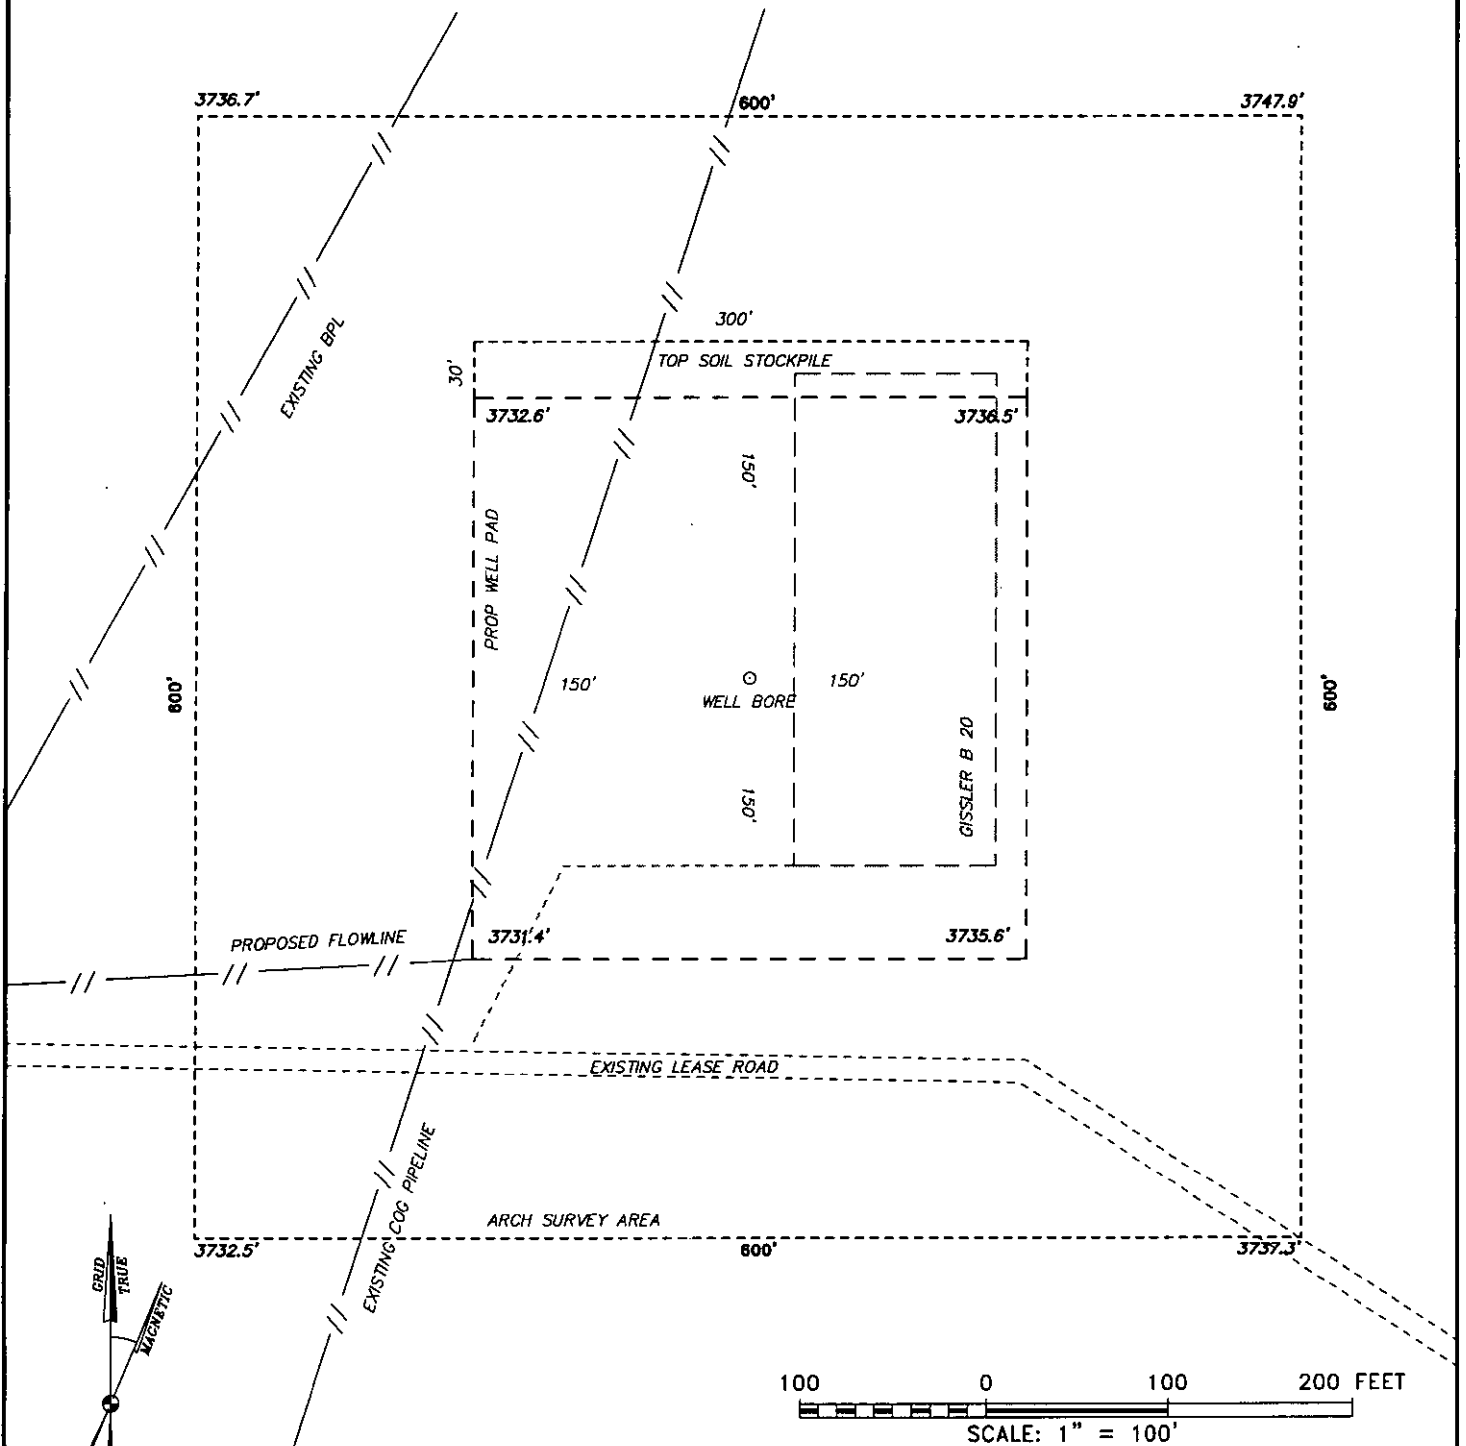 3736.7'
600'
3747.9'
300'
30'
TOP SOIL STOCKPILE
EXISTING BPL
3732.6'
3736.5'
150'
PROP WELL PAD
150'
WELL BORE
150'
600'
600'
GISSLER B 20
150'
3731.4'
3735.6'
PROPOSED FLOWLINE
EXISTING LEASE ROAD
EXISTING COG PIPELINE
ARCH SURVEY AREA
3732.5'
600'
3737.3'
GRID
TRUE
MAGNETIC
100 0 100 200 FEET
SCALE: 1" = 100'